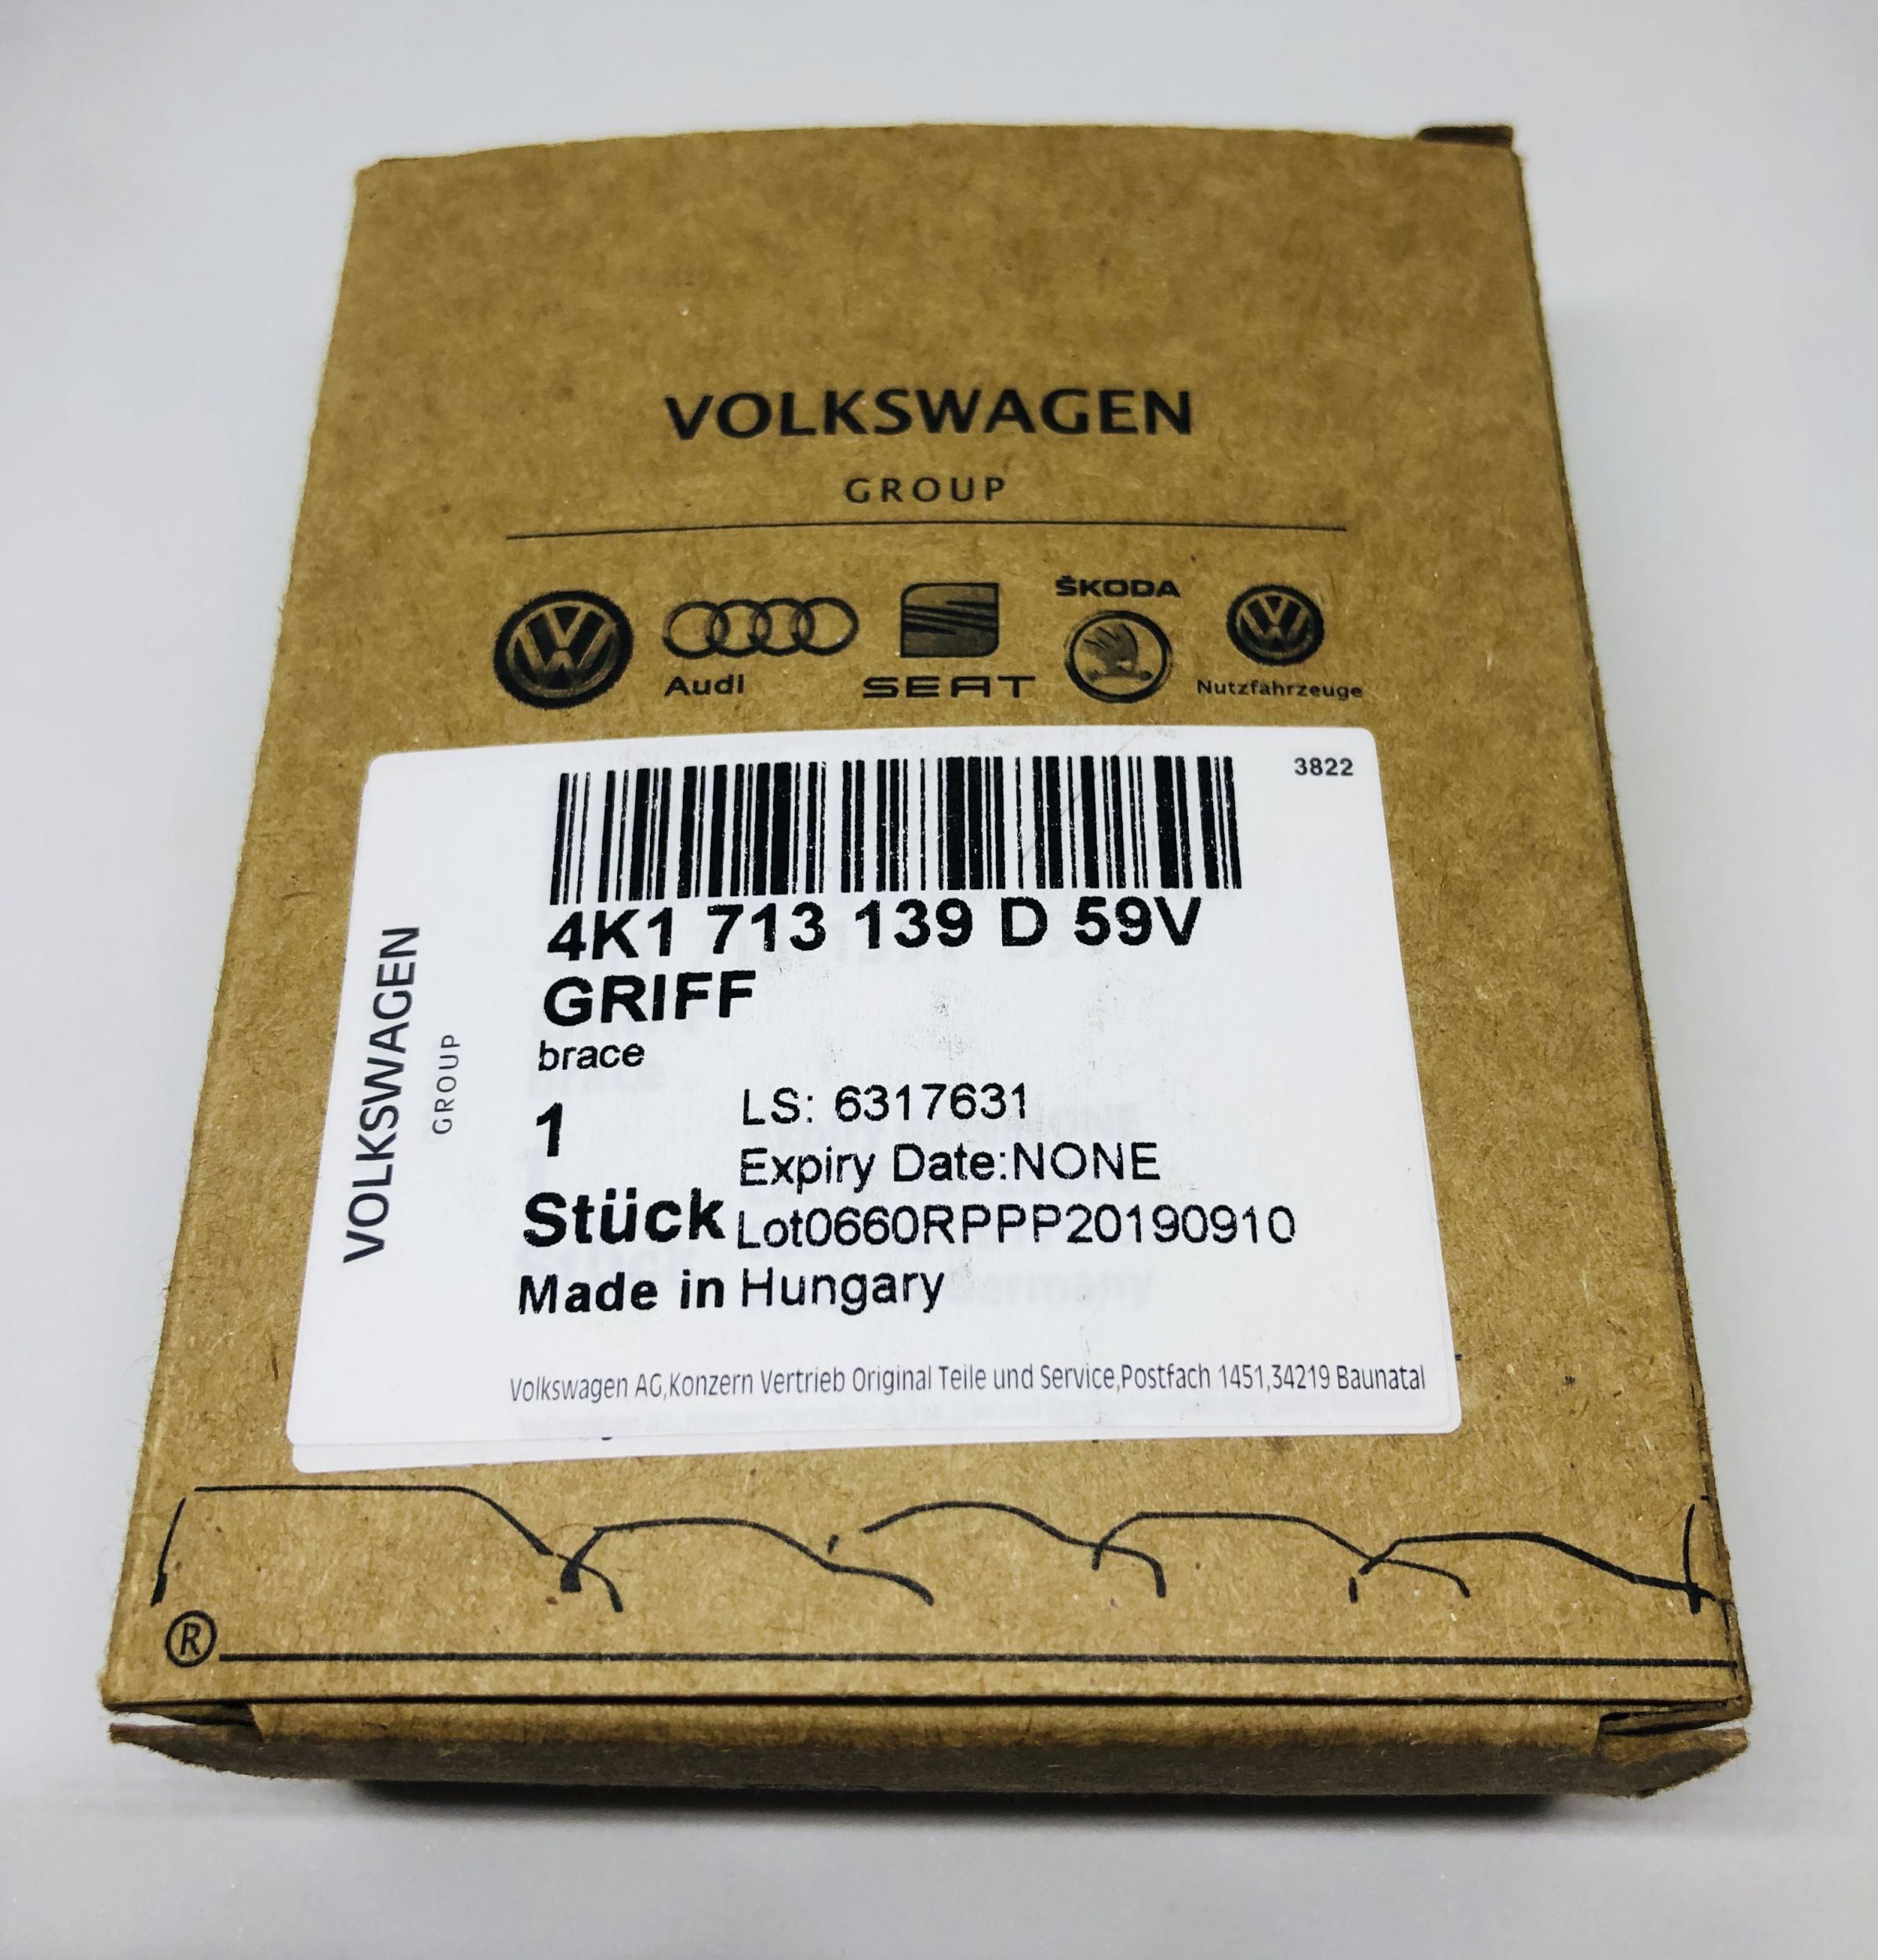 VOLKSWAGEN
GROUP
ŠKODA
Audi
SEAT
Nutzfahrzeuge
3822
4K1 713 139 D 59V
GRIFF
brace
1
LS: 6317631
Expiry Date:NONE
Stück Lot0660RPPP20190910
Made in Hungary
Volkswagen AG,Konzern Vertrieb Original Teile und Service,Postfach 1451,34219 Baunatal
VOLKSWAGEN
GROUP
®